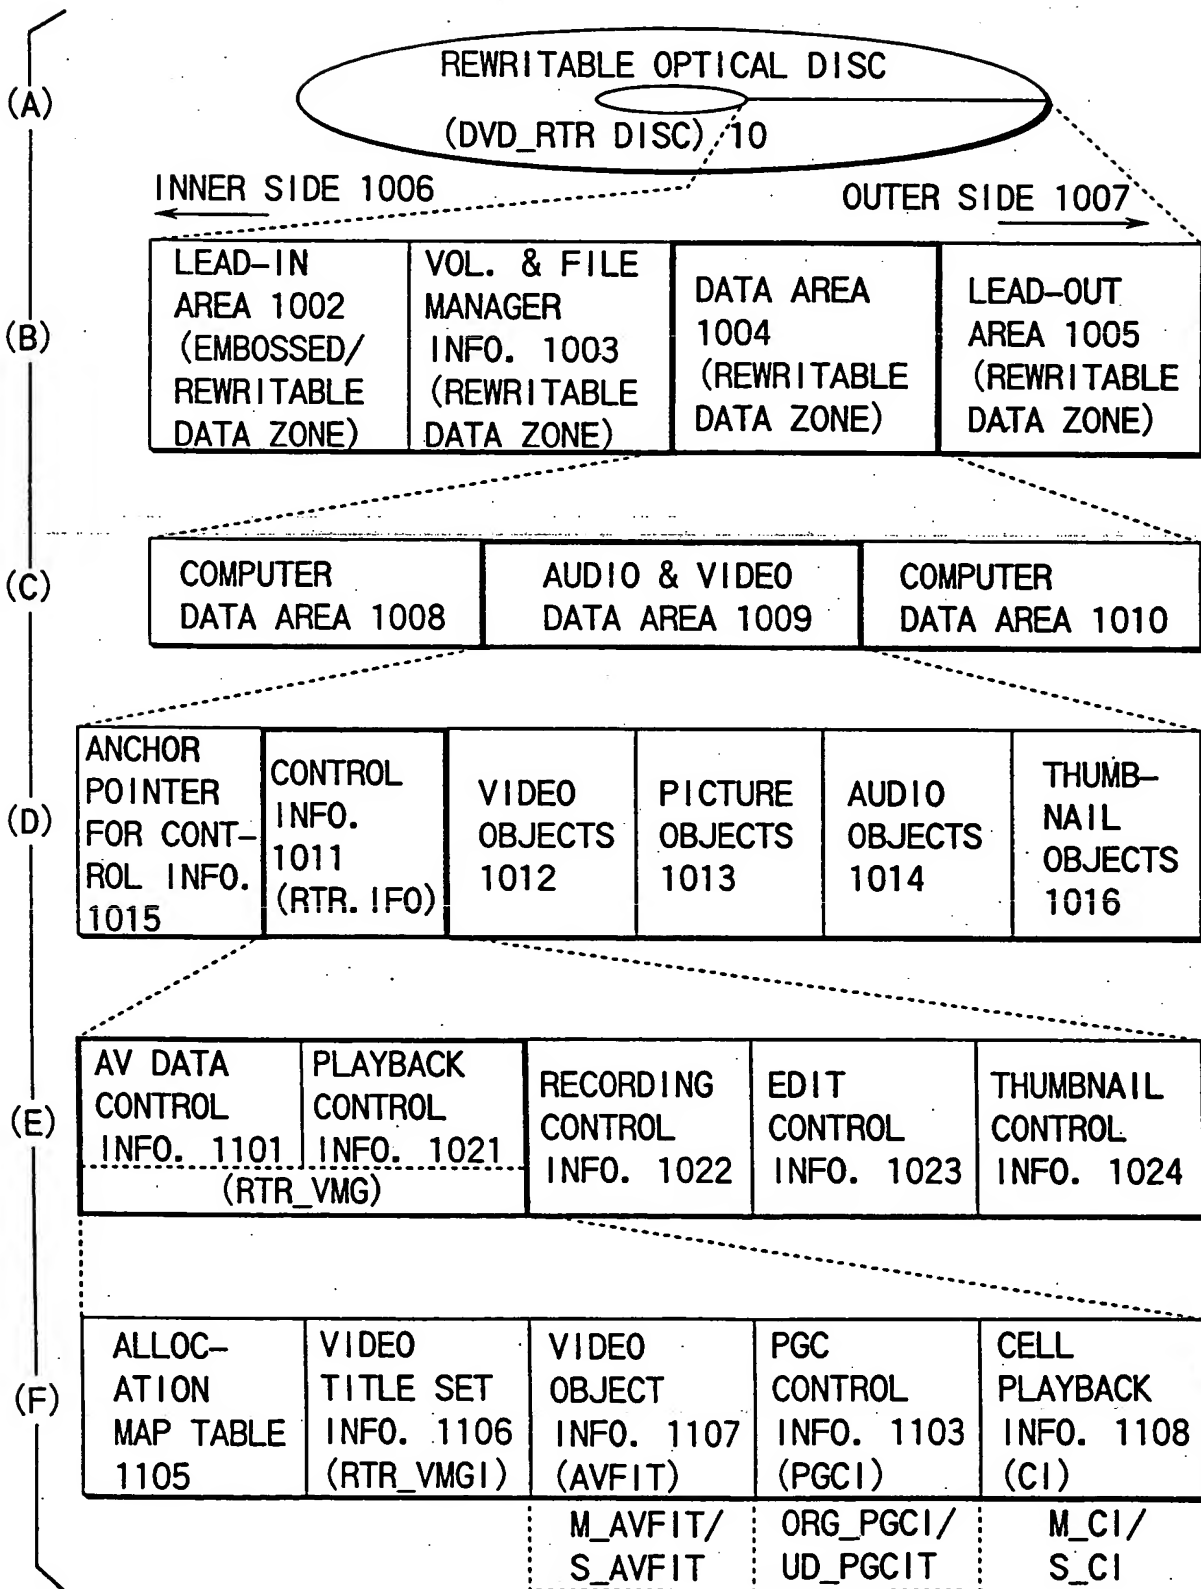 (A)
REWRITABLE OPTICAL DISC
(DVD_RTR DISC) 10
INNER SIDE 1006
OUTER SIDE 1007
(B)
LEAD-IN
AREA 1002
(EMBOSSED/
REWRITABLE
DATA ZONE)
VOL. & FILE
MANAGER
INFO. 1003
(REWRITABLE
DATA ZONE)
DATA AREA
1004
(REWRITABLE
DATA ZONE)
LEAD-OUT
AREA 1005
(REWRITABLE
DATA ZONE)
(C)
COMPUTER
DATA AREA 1008
AUDIO & VIDEO
DATA AREA 1009
COMPUTER
DATA AREA 1010
(D)
ANCHOR
POINTER
FOR CONT-
ROL INFO.
1015
CONTROL
INFO.
1011
(RTR.IFO)
VIDEO
OBJECTS
1012
PICTURE
OBJECTS
1013
AUDIO
OBJECTS
1014
THUMB-
NAIL
OBJECTS
1016
(E)
AV DATA
CONTROL
INFO. 1101
PLAYBACK
CONTROL
INFO. 1021
(RTR_VMG)
RECORDING
CONTROL
INFO. 1022
EDIT
CONTROL
INFO. 1023
THUMBNAIL
CONTROL
INFO. 1024
(F)
ALLOC-
ATION
MAP TABLE
1105
VIDEO
TITLE SET
INFO. 1106
(RTR_VMGI)
VIDEO
OBJECT
INFO. 1107
(AVFIT)
PGC
CONTROL
INFO. 1103
(PGCI)
CELL
PLAYBACK
INFO. 1108
(CI)
M_AVFIT/
S_AVFIT
ORG_PGCI/
UD_PGCIT
M_CI/
S_CI